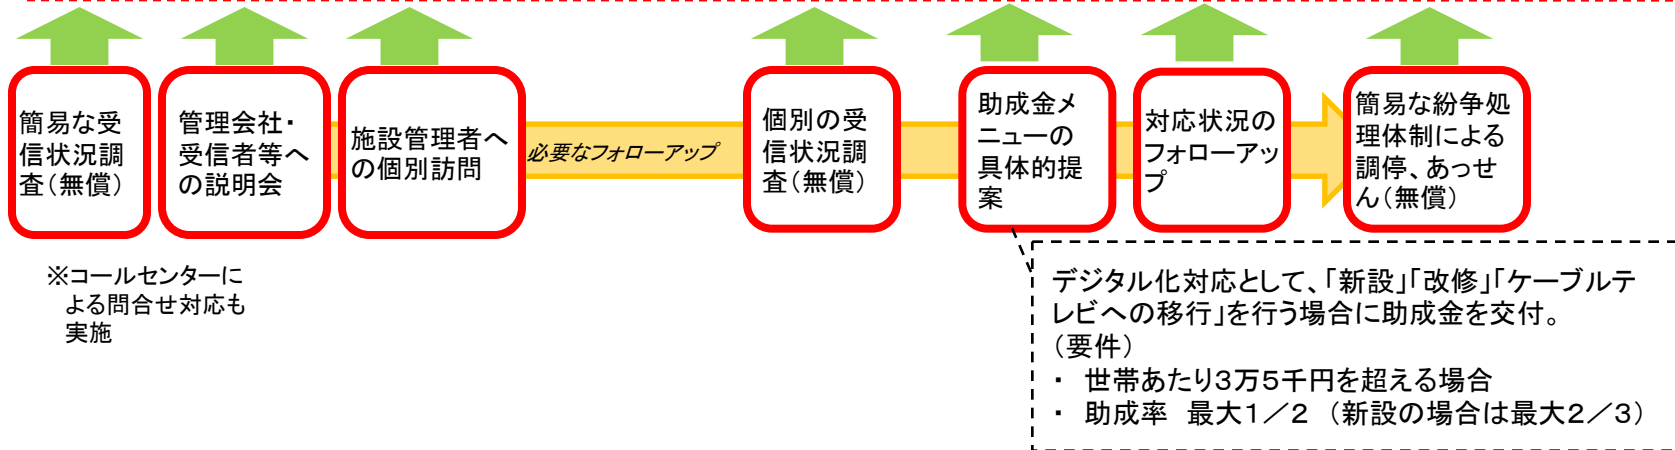 簡易な受
信状況調
査(無償)
管理会社・
受信者等へ
の説明会
施設管理者へ
の個別訪問
必要なフォローアップ
個別の受
信状況調
査(無償)
助成金メ
ニューの
具体的提
案
対応状況の
フォローアッ
プ
簡易な紛争処
理体制による
調停、あっせ
ん(無償)
※コールセンターに
よる問合せ対応も
実施
デジタル化対応として、「新設」「改修」「ケーブルテ
レビへの移行」を行う場合に助成金を交付。
(要件)
・ 世帯あたり3万5千円を超える場合
・ 助成率 最大1/2 (新設の場合は最大2/3)